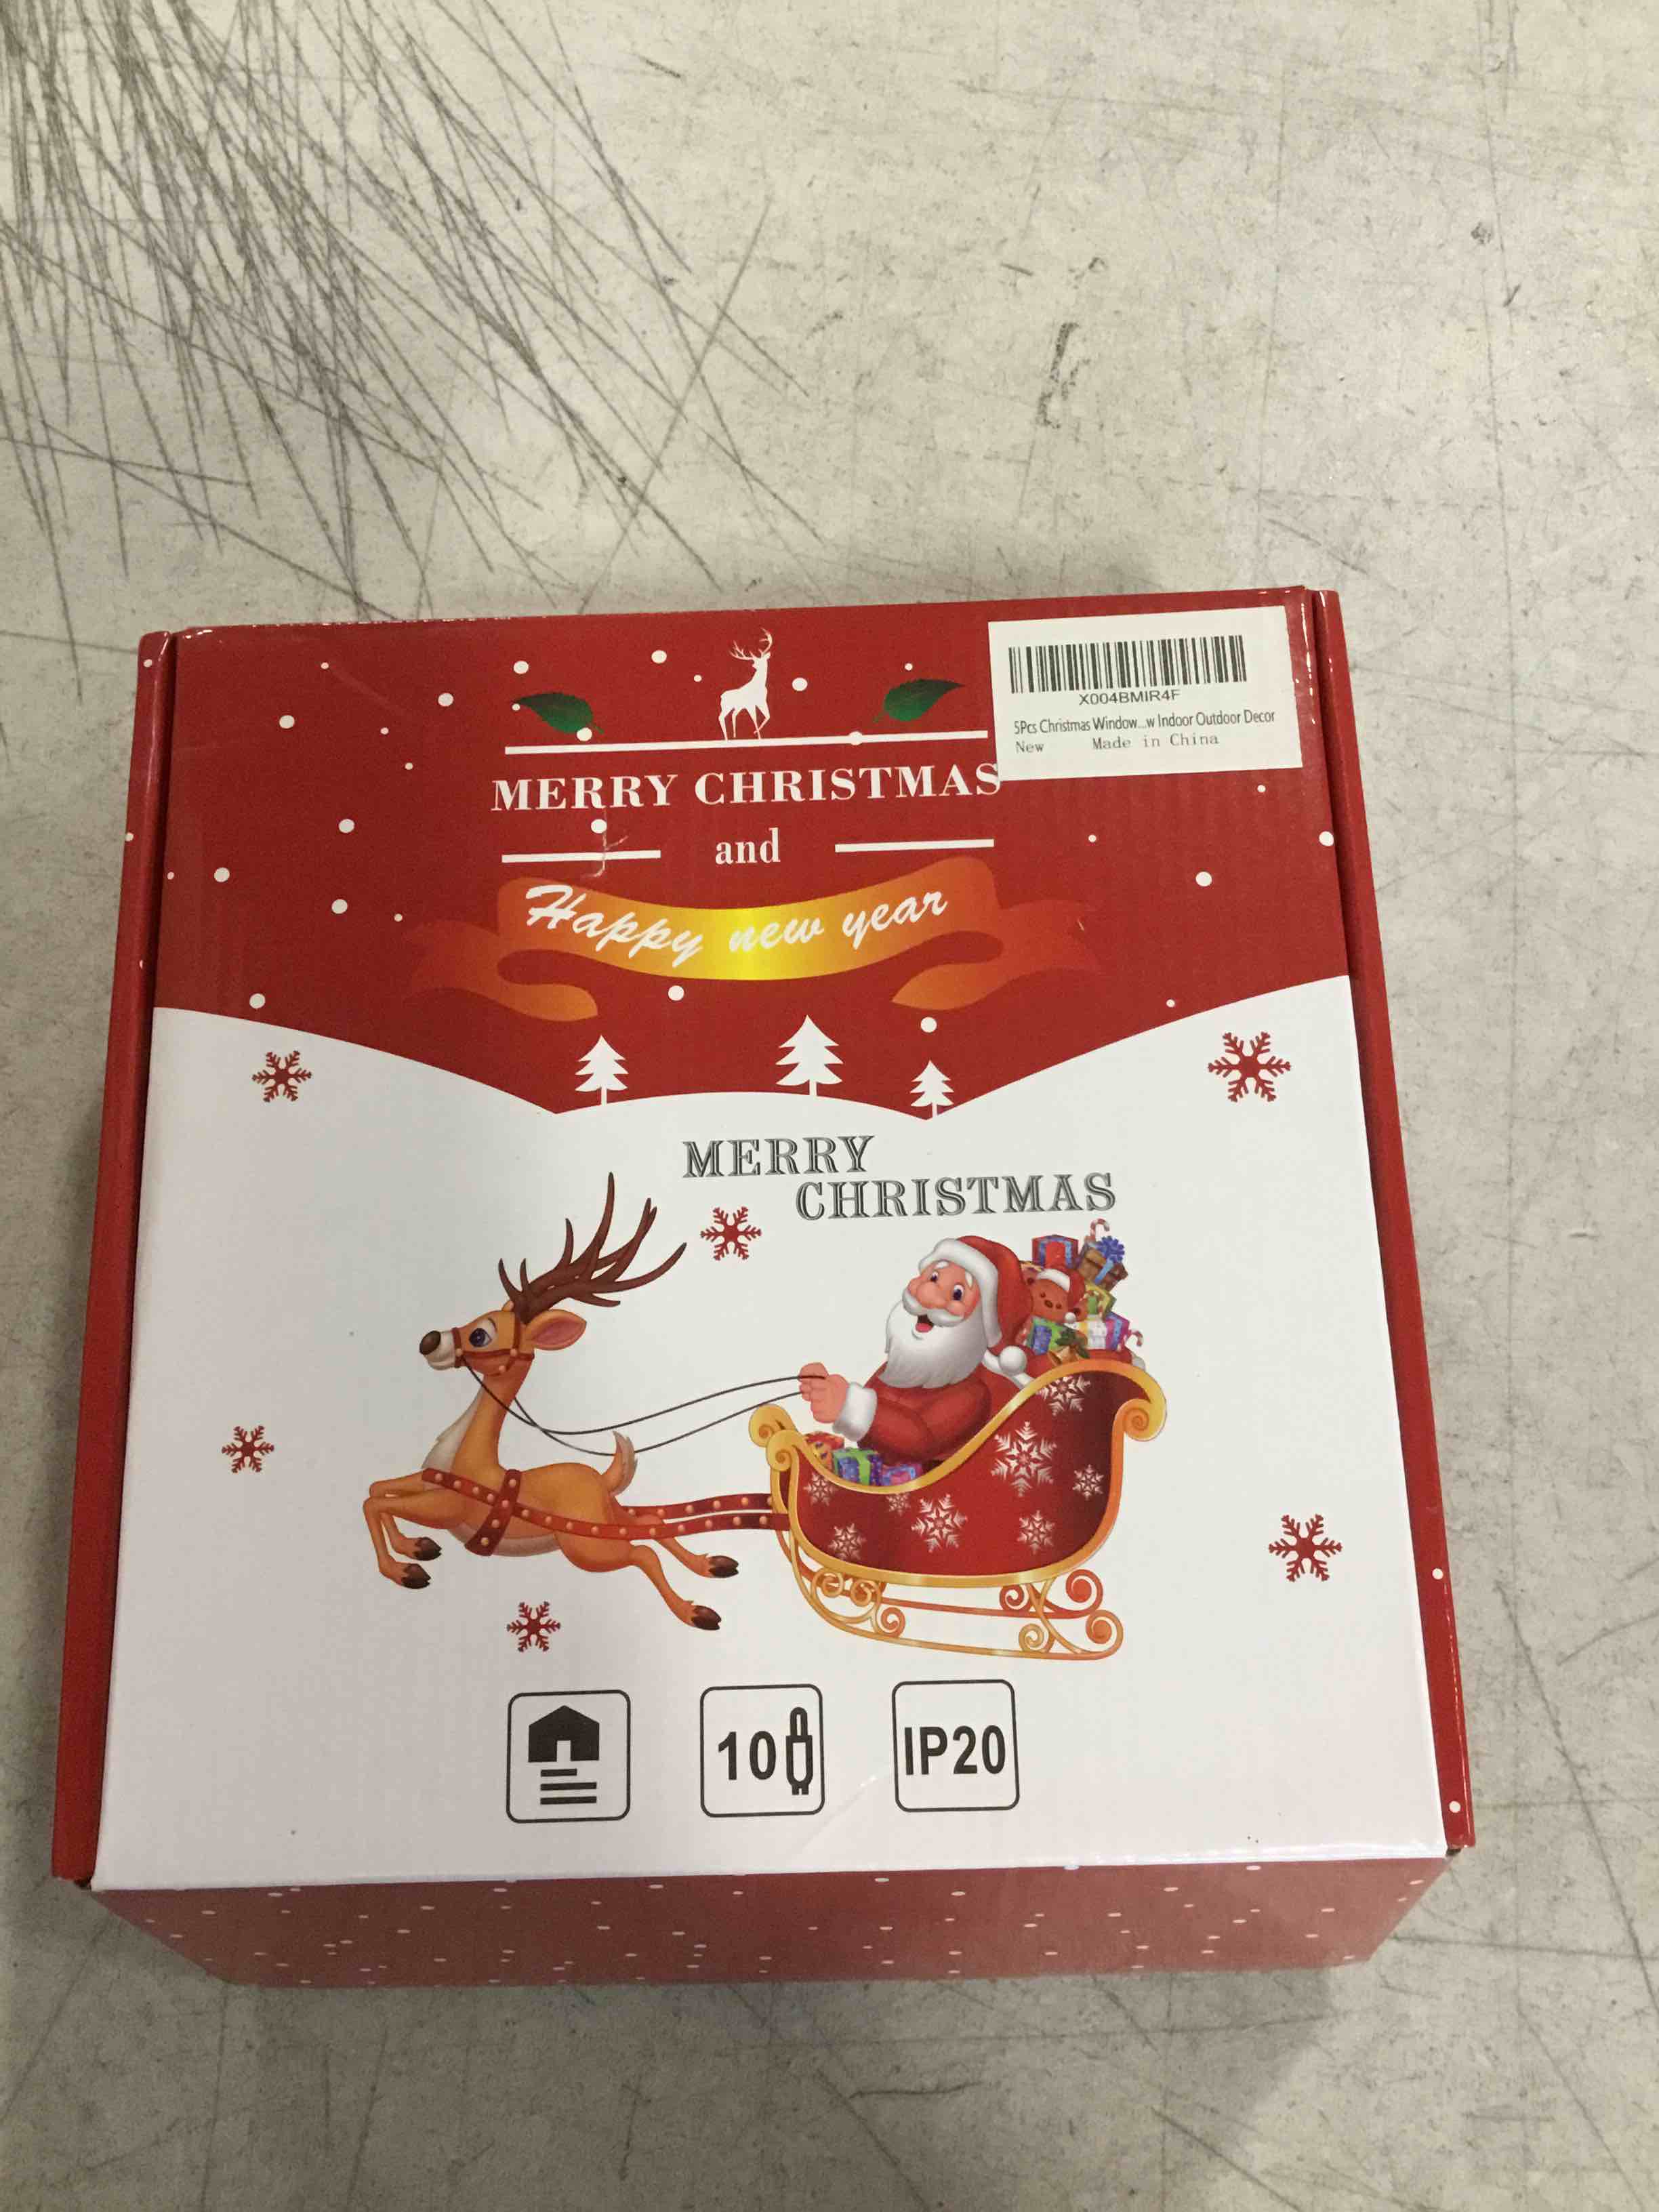 X004BMIR4F
5Pcs Christmas Window...w Indoor Outdoor Decor
New Made in China
MERRY CHRISTMAS
and
Happy new year
MERRY
CHRISTMAS
10
IP20